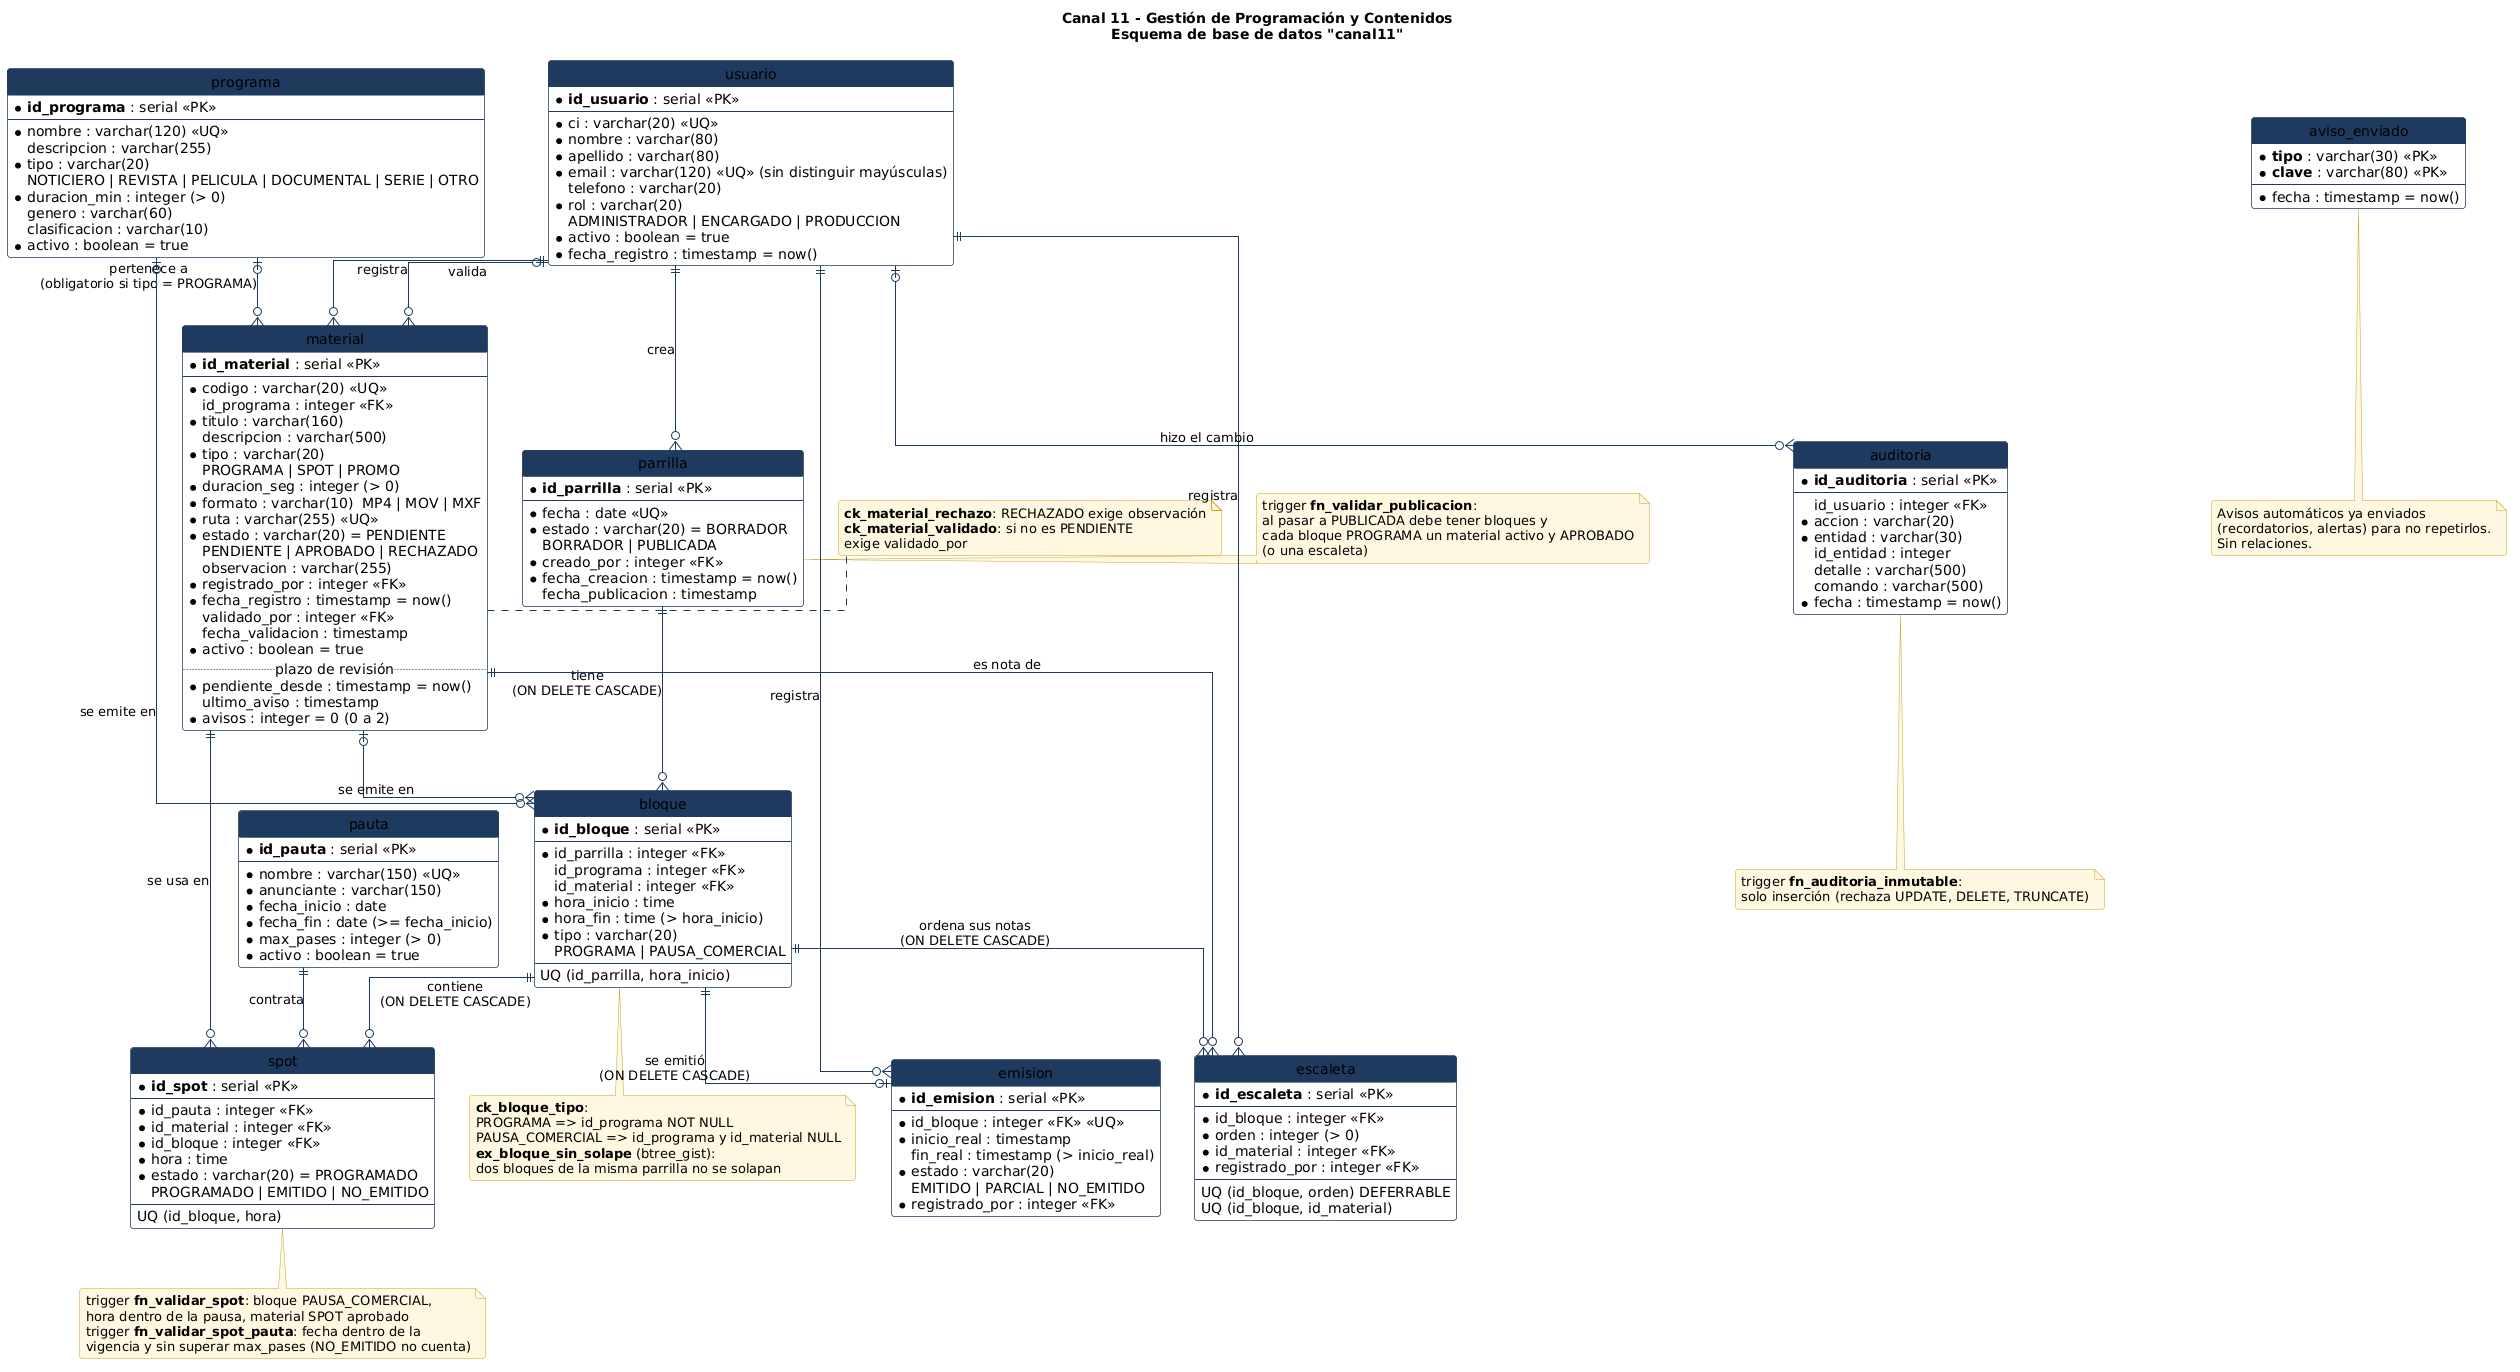 Canal 11 - Gestión de Programación y Contenidos
Esquema de base de datos "canal11"
programa
id_programa : serial «PK»
nombre : varchar(120) «UQ»
descripcion : varchar(255)
tipo : varchar(20)
NOTICIERO | REVISTA | PELICULA | DOCUMENTAL | SERIE | OTRO
duracion_min : integer (> 0)
genero : varchar(60)
clasificacion : varchar(10)
activo : boolean = true
usuario
id_usuario : serial «PK»
ci : varchar(20) «UQ»
nombre : varchar(80)
apellido : varchar(80)
email : varchar(120) «UQ» (sin distinguir mayúsculas)
telefono : varchar(20)
rol : varchar(20)
ADMINISTRADOR | ENCARGADO | PRODUCCION
activo : boolean = true
fecha_registro : timestamp = now()
aviso_enviado
tipo : varchar(30) «PK»
clave : varchar(80) «PK»
fecha : timestamp = now()
pertenece a
(obligatorio si tipo = PROGRAMA)
registra
valida
material
id_material : serial «PK»
codigo : varchar(20) «UQ»
id_programa : integer «FK»
titulo : varchar(160)
descripcion : varchar(500)
tipo : varchar(20)
PROGRAMA | SPOT | PROMO
duracion_seg : integer (> 0)
formato : varchar(10)  MP4 | MOV | MXF
ruta : varchar(255) «UQ»
estado : varchar(20) = PENDIENTE
PENDIENTE | APROBADO | RECHAZADO
observacion : varchar(255)
registrado_por : integer «FK»
fecha_registro : timestamp = now()
validado_por : integer «FK»
fecha_validacion : timestamp
activo : boolean = true
plazo de revisión
pendiente_desde : timestamp = now()
ultimo_aviso : timestamp
avisos : integer = 0 (0 a 2)
crea
hizo el cambio
parrilla
id_parrilla : serial «PK»
fecha : date «UQ»
estado : varchar(20) = BORRADOR
BORRADOR | PUBLICADA
creado_por : integer «FK»
fecha_creacion : timestamp = now()
fecha_publicacion : timestamp
ck_material_rechazo: RECHAZADO exige observación
ck_material_validado: si no es PENDIENTE
exige validado_por
registra
trigger fn_validar_publicacion:
al pasar a PUBLICADA debe tener bloques y
cada bloque PROGRAMA un material activo y APROBADO
(o una escaleta)
auditoria
id_auditoria : serial «PK»
id_usuario : integer «FK»
accion : varchar(20)
entidad : varchar(30)
id_entidad : integer
detalle : varchar(500)
comando : varchar(500)
fecha : timestamp = now()
Avisos automáticos ya enviados
(recordatorios, alertas) para no repetirlos.
Sin relaciones.
es nota de
tiene
(ON DELETE CASCADE)
registra
se emite en
se emite en
pauta
id_pauta : serial «PK»
nombre : varchar(150) «UQ»
anunciante : varchar(150)
fecha_inicio : date
fecha_fin : date (>= fecha_inicio)
max_pases : integer (> 0)
activo : boolean = true
bloque
id_bloque : serial «PK»
id_parrilla : integer «FK»
id_programa : integer «FK»
id_material : integer «FK»
hora_inicio : time
hora_fin : time (> hora_inicio)
tipo : varchar(20)
PROGRAMA | PAUSA_COMERCIAL
UQ (id_parrilla, hora_inicio)
se usa en
ordena sus notas
(ON DELETE CASCADE)
trigger fn_auditoria_inmutable:
solo inserción (rechaza UPDATE, DELETE, TRUNCATE)
contrata
contiene
(ON DELETE CASCADE)
se emitió
(ON DELETE CASCADE)
spot
id_spot : serial «PK»
id_pauta : integer «FK»
id_material : integer «FK»
id_bloque : integer «FK»
hora : time
estado : varchar(20) = PROGRAMADO
PROGRAMADO | EMITIDO | NO_EMITIDO
UQ (id_bloque, hora)
ck_bloque_tipo:
PROGRAMA => id_programa NOT NULL
PAUSA_COMERCIAL => id_programa y id_material NULL
ex_bloque_sin_solape (btree_gist):
dos bloques de la misma parrilla no se solapan
emision
id_emision : serial «PK»
id_bloque : integer «FK» «UQ»
inicio_real : timestamp
fin_real : timestamp (> inicio_real)
estado : varchar(20)
EMITIDO | PARCIAL | NO_EMITIDO
registrado_por : integer «FK»
escaleta
id_escaleta : serial «PK»
id_bloque : integer «FK»
orden : integer (> 0)
id_material : integer «FK»
registrado_por : integer «FK»
UQ (id_bloque, orden) DEFERRABLE
UQ (id_bloque, id_material)
trigger fn_validar_spot: bloque PAUSA_COMERCIAL,
hora dentro de la pausa, material SPOT aprobado
trigger fn_validar_spot_pauta: fecha dentro de la
vigencia y sin superar max_pases (NO_EMITIDO no cuenta)